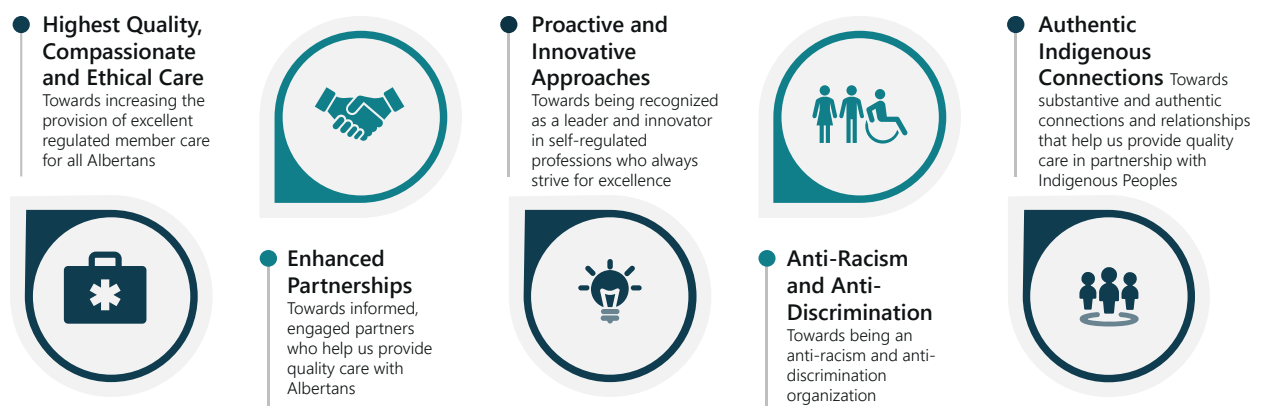 Highest Quality,
Compassionate
and Ethical Care
Towards increasing the
provision of excellent
regulated member care
for all Albertans
Enhanced
Partnerships
Towards informed,
engaged partners
who help us provide
quality care with
Albertans
Proactive and
Innovative
Approaches
Towards being recognized
as a leader and innovator
in self-regulated
professions who always
strive for excellence
Anti-Racism
and Anti-
Discrimination
Towards being an
anti-racism and anti-
discrimination
organization
Authentic
Indigenous
Connections Towards
substantive and authentic
connections and relationships
that help us provide quality
care in partnership with
Indigenous Peoples